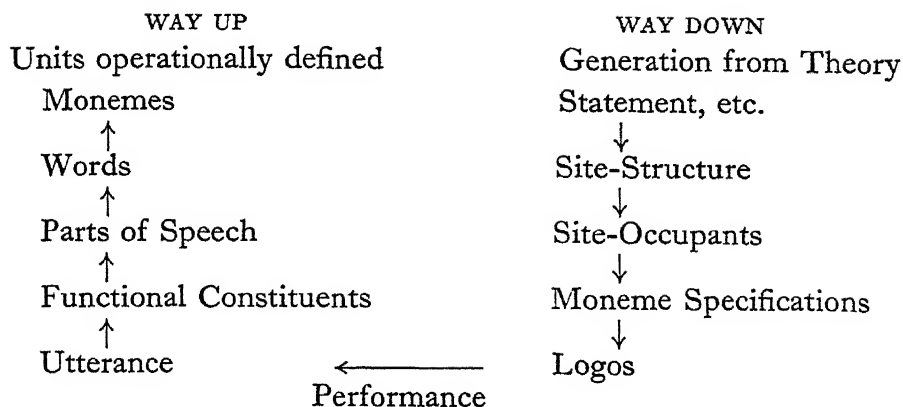 WAY UP
Units operationally defined
Monemes
Words
Parts of Speech
Functional Constituents
Utterance
WAY DOWN
Generation from Theory
Statement, etc.
Site-Structure
Site-Occupants
Moneme Specifications
Logos
Performance